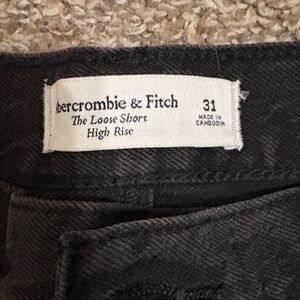 Abercrombie & Fitch
The Loose Short
High Rise
31
MADE IN
CAMBODIA